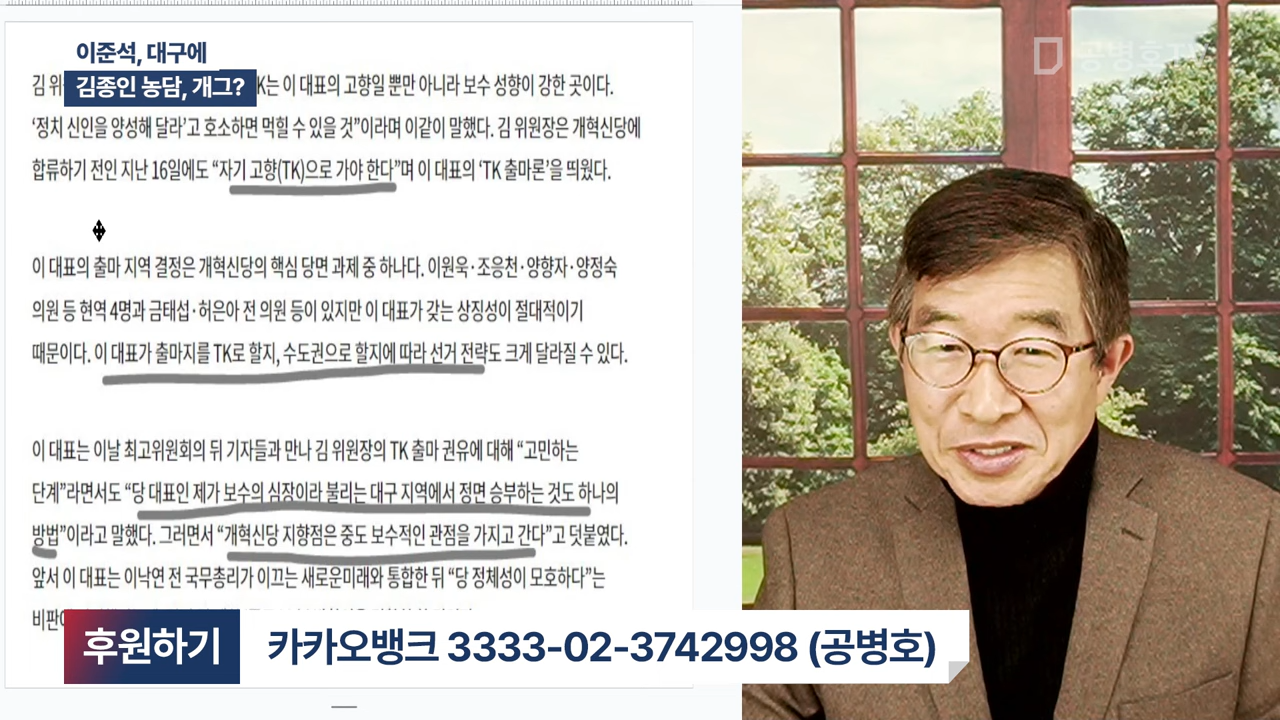 이준석, 대구에
김종인 농담, 개그?
공병호TV
김 위 K는 이 대표의 고향일 뿐만 아니라 보수 성향이 강한 곳이다.
‘정치 신인을 양성해 달라’고 호소하면 먹힐 수 있을 것”이라며 이같이 말했다. 김 위원장은 개혁신당에
합류하기 전인 지난 16일에도 “자기 고향(TK)으로 가야 한다”며 이 대표의 ‘TK 출마론’을 띄웠다.
이 대표의 출마 지역 결정은 개혁신당의 핵심 당면 과제 중 하나다. 이원욱·조응천·양향자·양정숙
의원 등 현역 4명과 금태섭·허은아 전 의원 등이 있지만 이 대표가 갖는 상징성이 절대적이기
때문이다. 이 대표가 출마지를 TK로 할지, 수도권으로 할지에 따라 선거 전략도 크게 달라질 수 있다.
이 대표는 이날 최고위원회의 뒤 기자들과 만나 김 위원장의 TK 출마 권유에 대해 “고민하는
단계”라면서도 “당 대표인 제가 보수의 심장이라 불리는 대구 지역에서 정면 승부하는 것도 하나의
방법”이라고 말했다. 그러면서 “개혁신당 지향점은 중도 보수적인 관점을 가지고 간다”고 덧붙였다.
앞서 이 대표는 이낙연 전 국무총리가 이끄는 새로운미래와 통합한 뒤 “당 정체성이 모호하다”는
비판
후원하기 카카오뱅크 3333-02-3742998 (공병호)